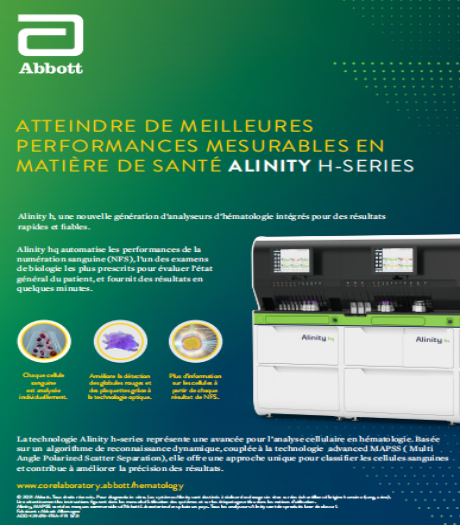 Abbott
ATTEINDRE DE MEILLEURES
PERFORMANCES MESURABLES EN
MATIÈRE DE SANTÉ ALINITY H-SERIES
Alinity h, une nouvelle génération d'analyseurs d'hématologie intégrés pour des résultats
rapides et fiables.
Alinity hq automatise les performances de la
numération sanguine (NFS), l'un des examens
de biologie les plus prescrits pour évaluer l'état
général du patient, et fournit des résultats en
quelques minutes.
Alinity hq
Alinity hq
Chaque cellule
sanguine
est analysée
individuellement.
Améliore la détection
des globules rouges et
des plaquettes grâce à
la technologie optique.
Plus d'information
sur les cellules à
partir de chaque
résultat de NFS.
La technologie Alinity h-series représente une avancée pour l'analyse cellulaire en hématologie. Basée
sur un algorithme de reconnaissance dynamique, couplée à la technologie advanced MAPSS ( Multi
Angle Polarized Scatter Separation), elle offre une approche unique pour classifier les cellules sanguines
et contribue à améliorer la précision des résultats.
www.corelaboratory.abbott/hematology